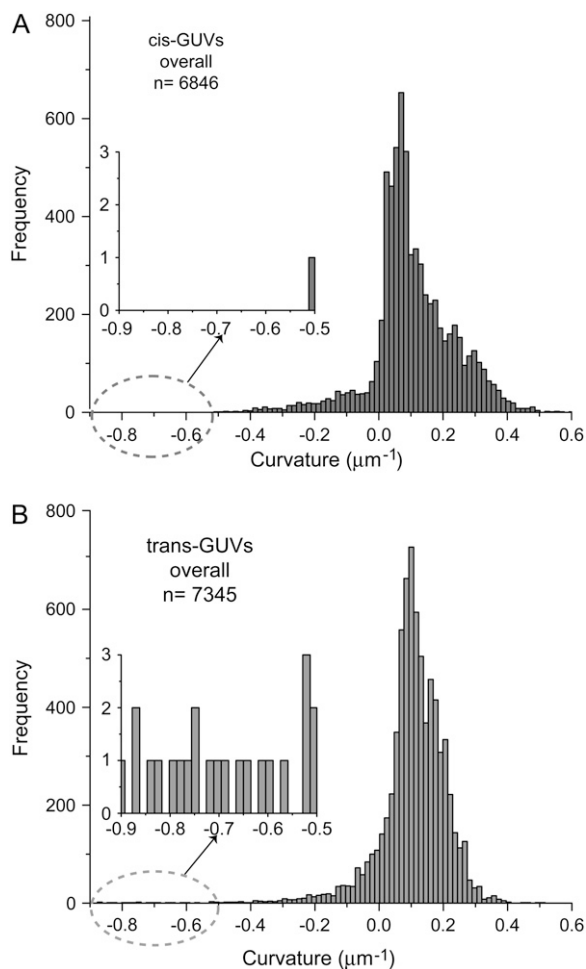 A
800
600
400
200
0
Frequency
cis-GUVs
overall
n= 6846
3
2
1
0
-0.9 -0.8 -0.7 -0.6 -0.5
-0.8 -0.6 -0.4 -0.2 0.0 0.2 0.4 0.6
Curvature (μm⁻¹)
B
800
600
400
200
0
Frequency
trans-GUVs
overall
n= 7345
3
2
1
0
-0.9 -0.8 -0.7 -0.6 -0.5
-0.8 -0.6 -0.4 -0.2 0.0 0.2 0.4 0.6
Curvature (μm⁻¹)